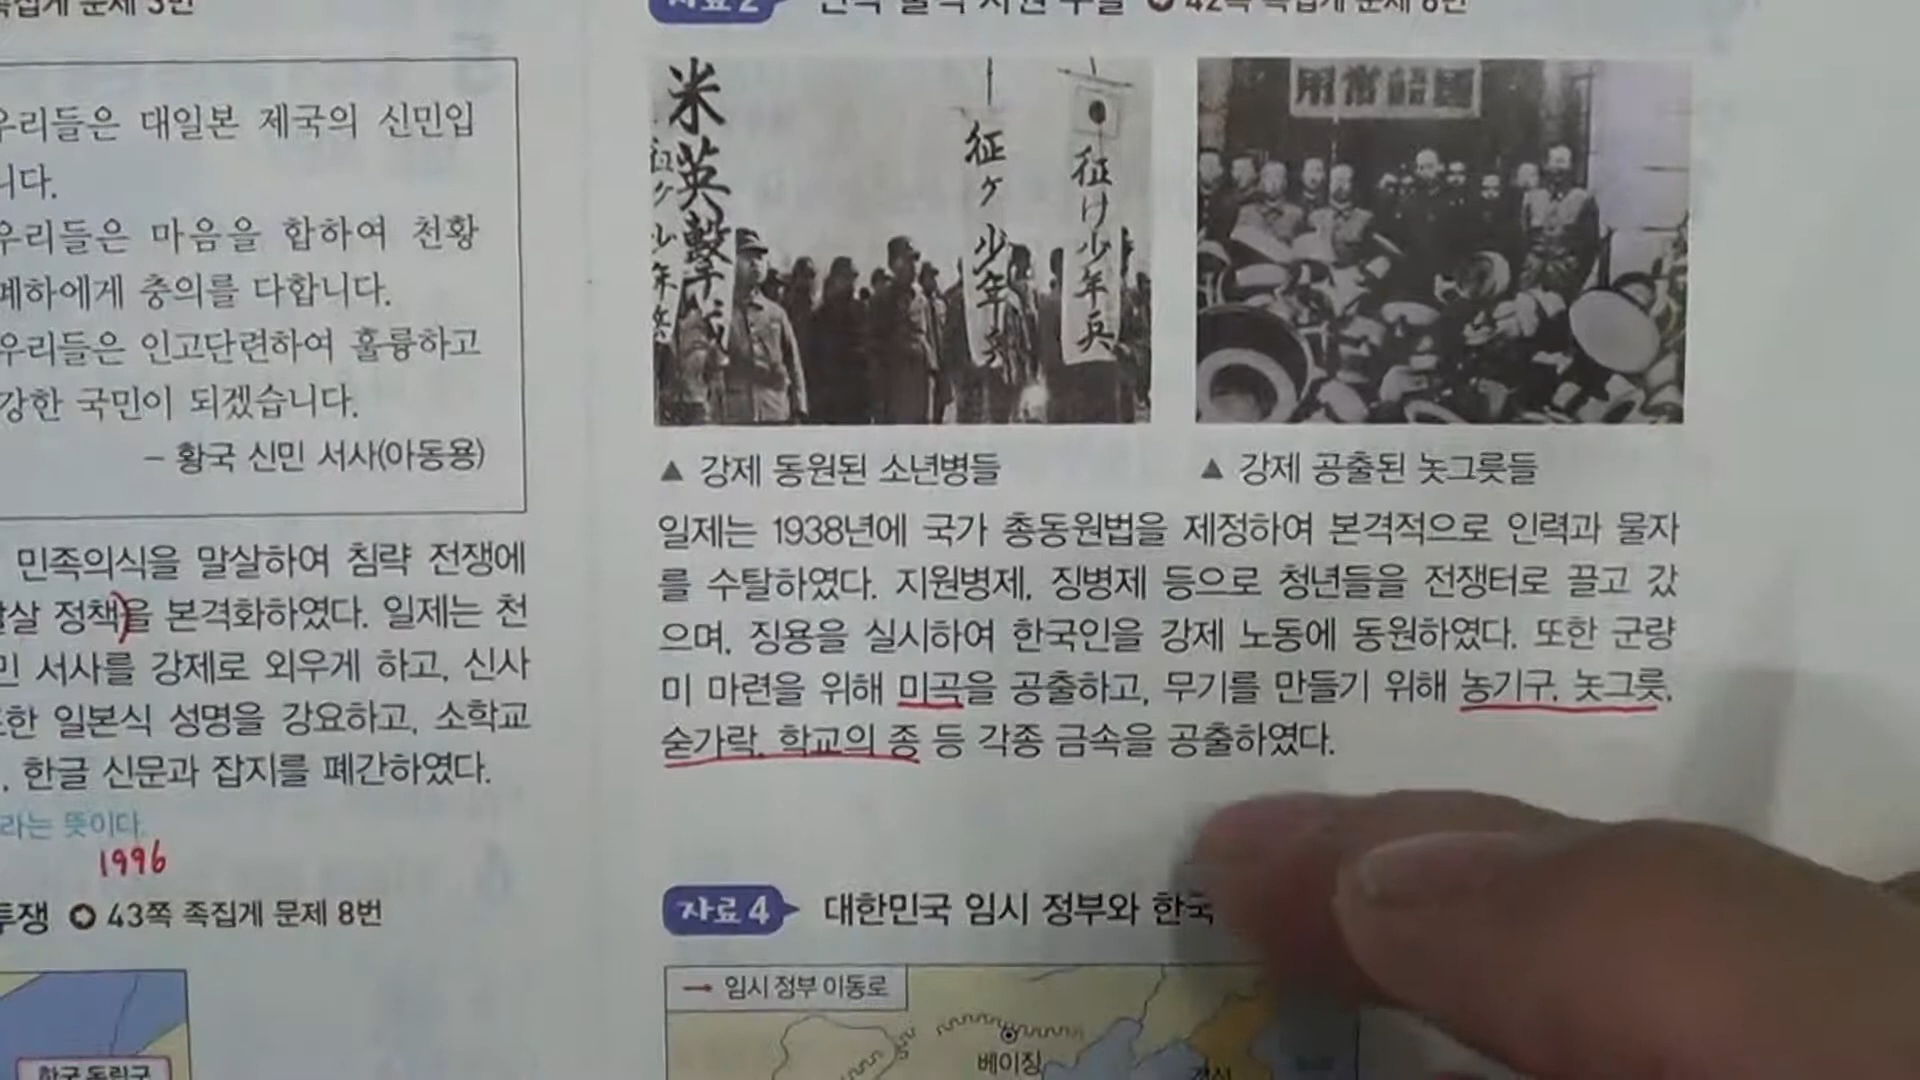 우리들은 대일본 제국의 신민입
니다.
우리들은 마음을 합하여 천황
폐하에게 충의를 다합니다.
우리들은 인고단련하여 훌륭하고
강한 국민이 되겠습니다.
– 황국 신민 서사(아동용)
민족의식을 말살하여 침략 전쟁에
말살 정책)을 본격화하였다. 일제는 천
민 서사를 강제로 외우게 하고, 신사
또한 일본식 성명을 강요하고, 소학교
, 한글 신문과 잡지를 폐간하였다.
라는 뜻이다.
1996
투쟁 43쪽 족집게 문제 8번
한국 독립군
자료2
米英撃滅
征ケ少年兵
征け少年兵
▲ 강제 동원된 소년병들
▲ 강제 공출된 놋그릇들
일제는 1938년에 국가 총동원법을 제정하여 본격적으로 인력과 물자
를 수탈하였다. 지원병제, 징병제 등으로 청년들을 전쟁터로 끌고 갔
으며, 징용을 실시하여 한국인을 강제 노동에 동원하였다. 또한 군량
미 마련을 위해 미곡을 공출하고, 무기를 만들기 위해 농기구, 놋그릇,
숟가락, 학교의 종 등 각종 금속을 공출하였다.
자료4 대한민국 임시 정부와 한국
→ 임시 정부 이동로
베이징